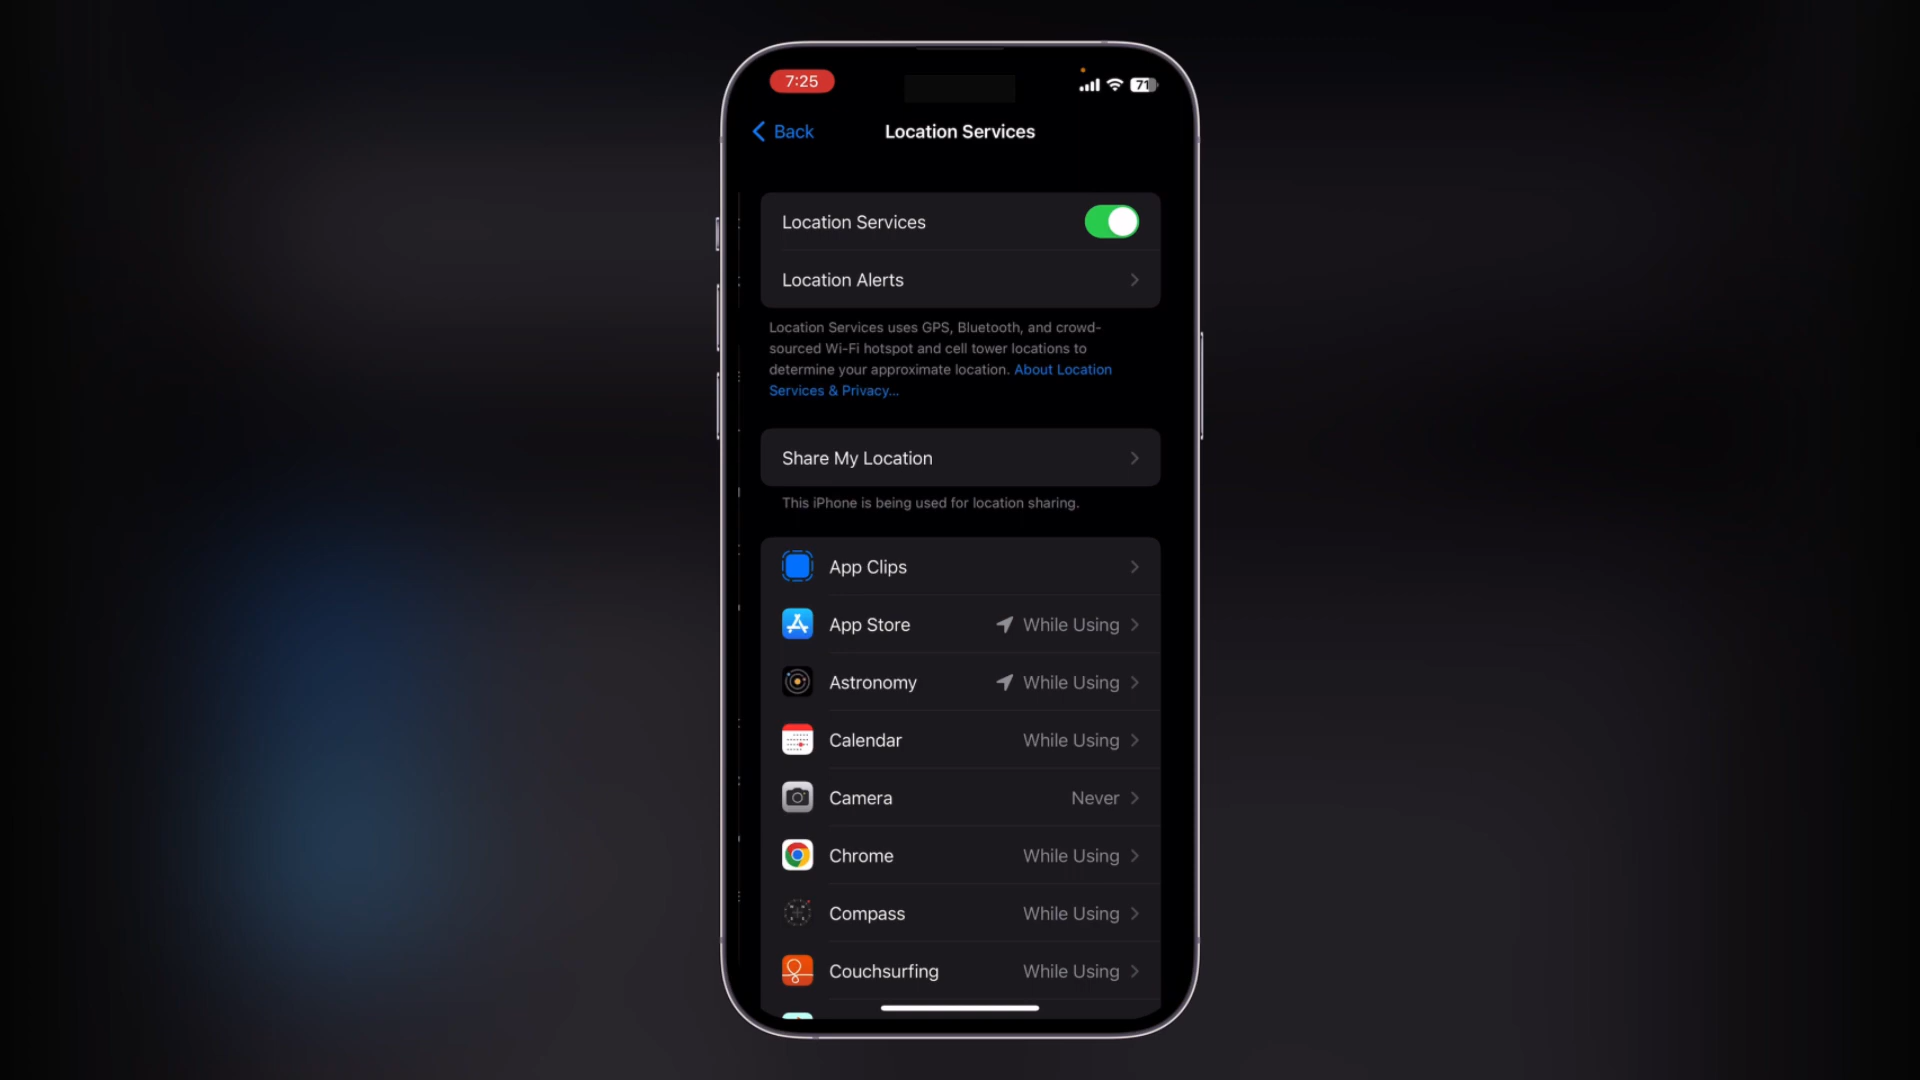 7:25
71
Back
Location Services
Location Services
Location Alerts
Location Services uses GPS, Bluetooth, and crowd-
sourced Wi-Fi hotspot and cell tower locations to
determine your approximate location. About Location
Services & Privacy...
Share My Location
This iPhone is being used for location sharing.
App Clips
App Store While Using
Astronomy While Using
Calendar While Using
Camera Never
Chrome While Using
Compass While Using
Couchsurfing While Using